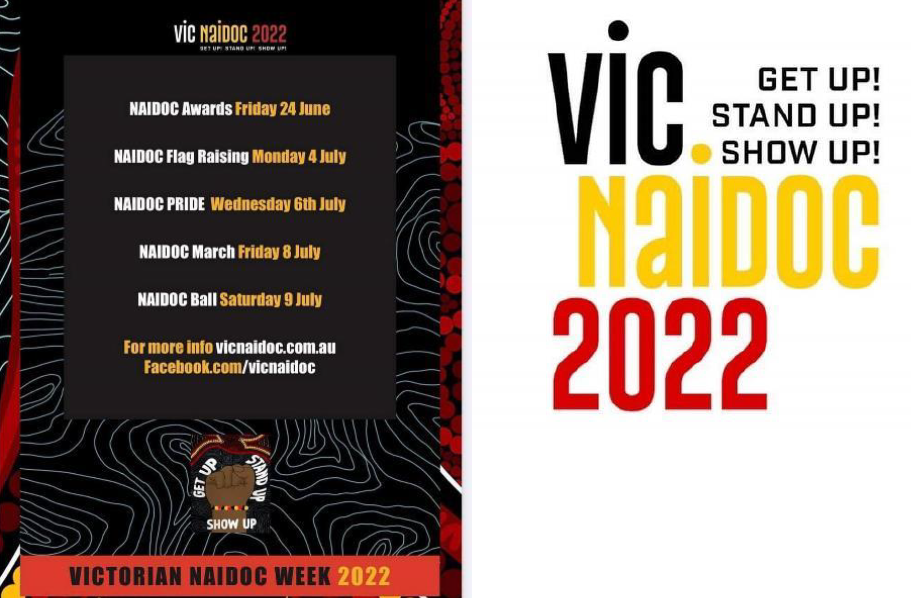 VIC NAIDOC 2022
GET UP! STAND UP! SHOW UP!
NAIDOC Awards Friday 24 June
NAIDOC Flag Raising Monday 4 July
NAIDOC PRIDE Wednesday 6th July
NAIDOC March Friday 8 July
NAIDOC Ball Saturday 9 July
For more info vicnaidoc.com.au
Facebook.com/vicnaidoc
GET UP
STAND UP
SHOW UP
VICTORIAN NAIDOC WEEK 2022
VIC
GET UP!
STAND UP!
SHOW UP!
NAIDOC
2022